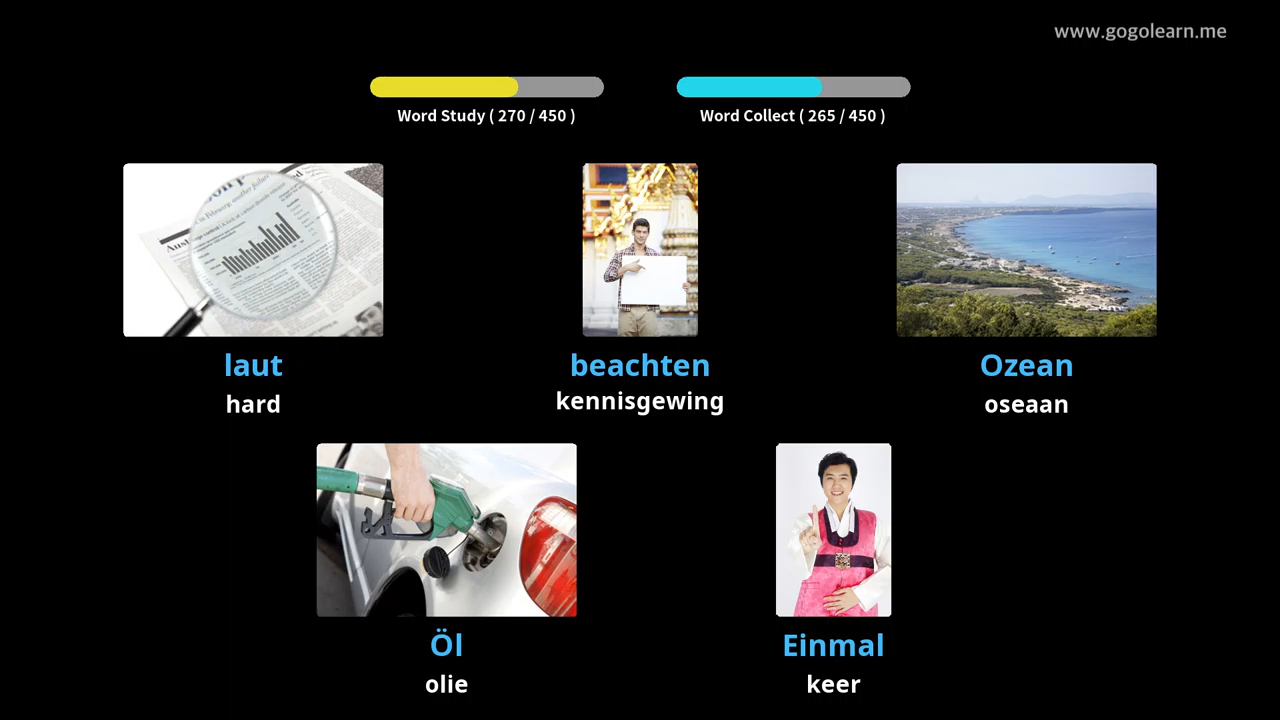 www.gogolearn.me
Word Study ( 270 / 450 )
Word Collect ( 265 / 450 )
laut
hard
beachten
kennisgewing
Ozean
oseaan
Öl
olie
Einmal
keer